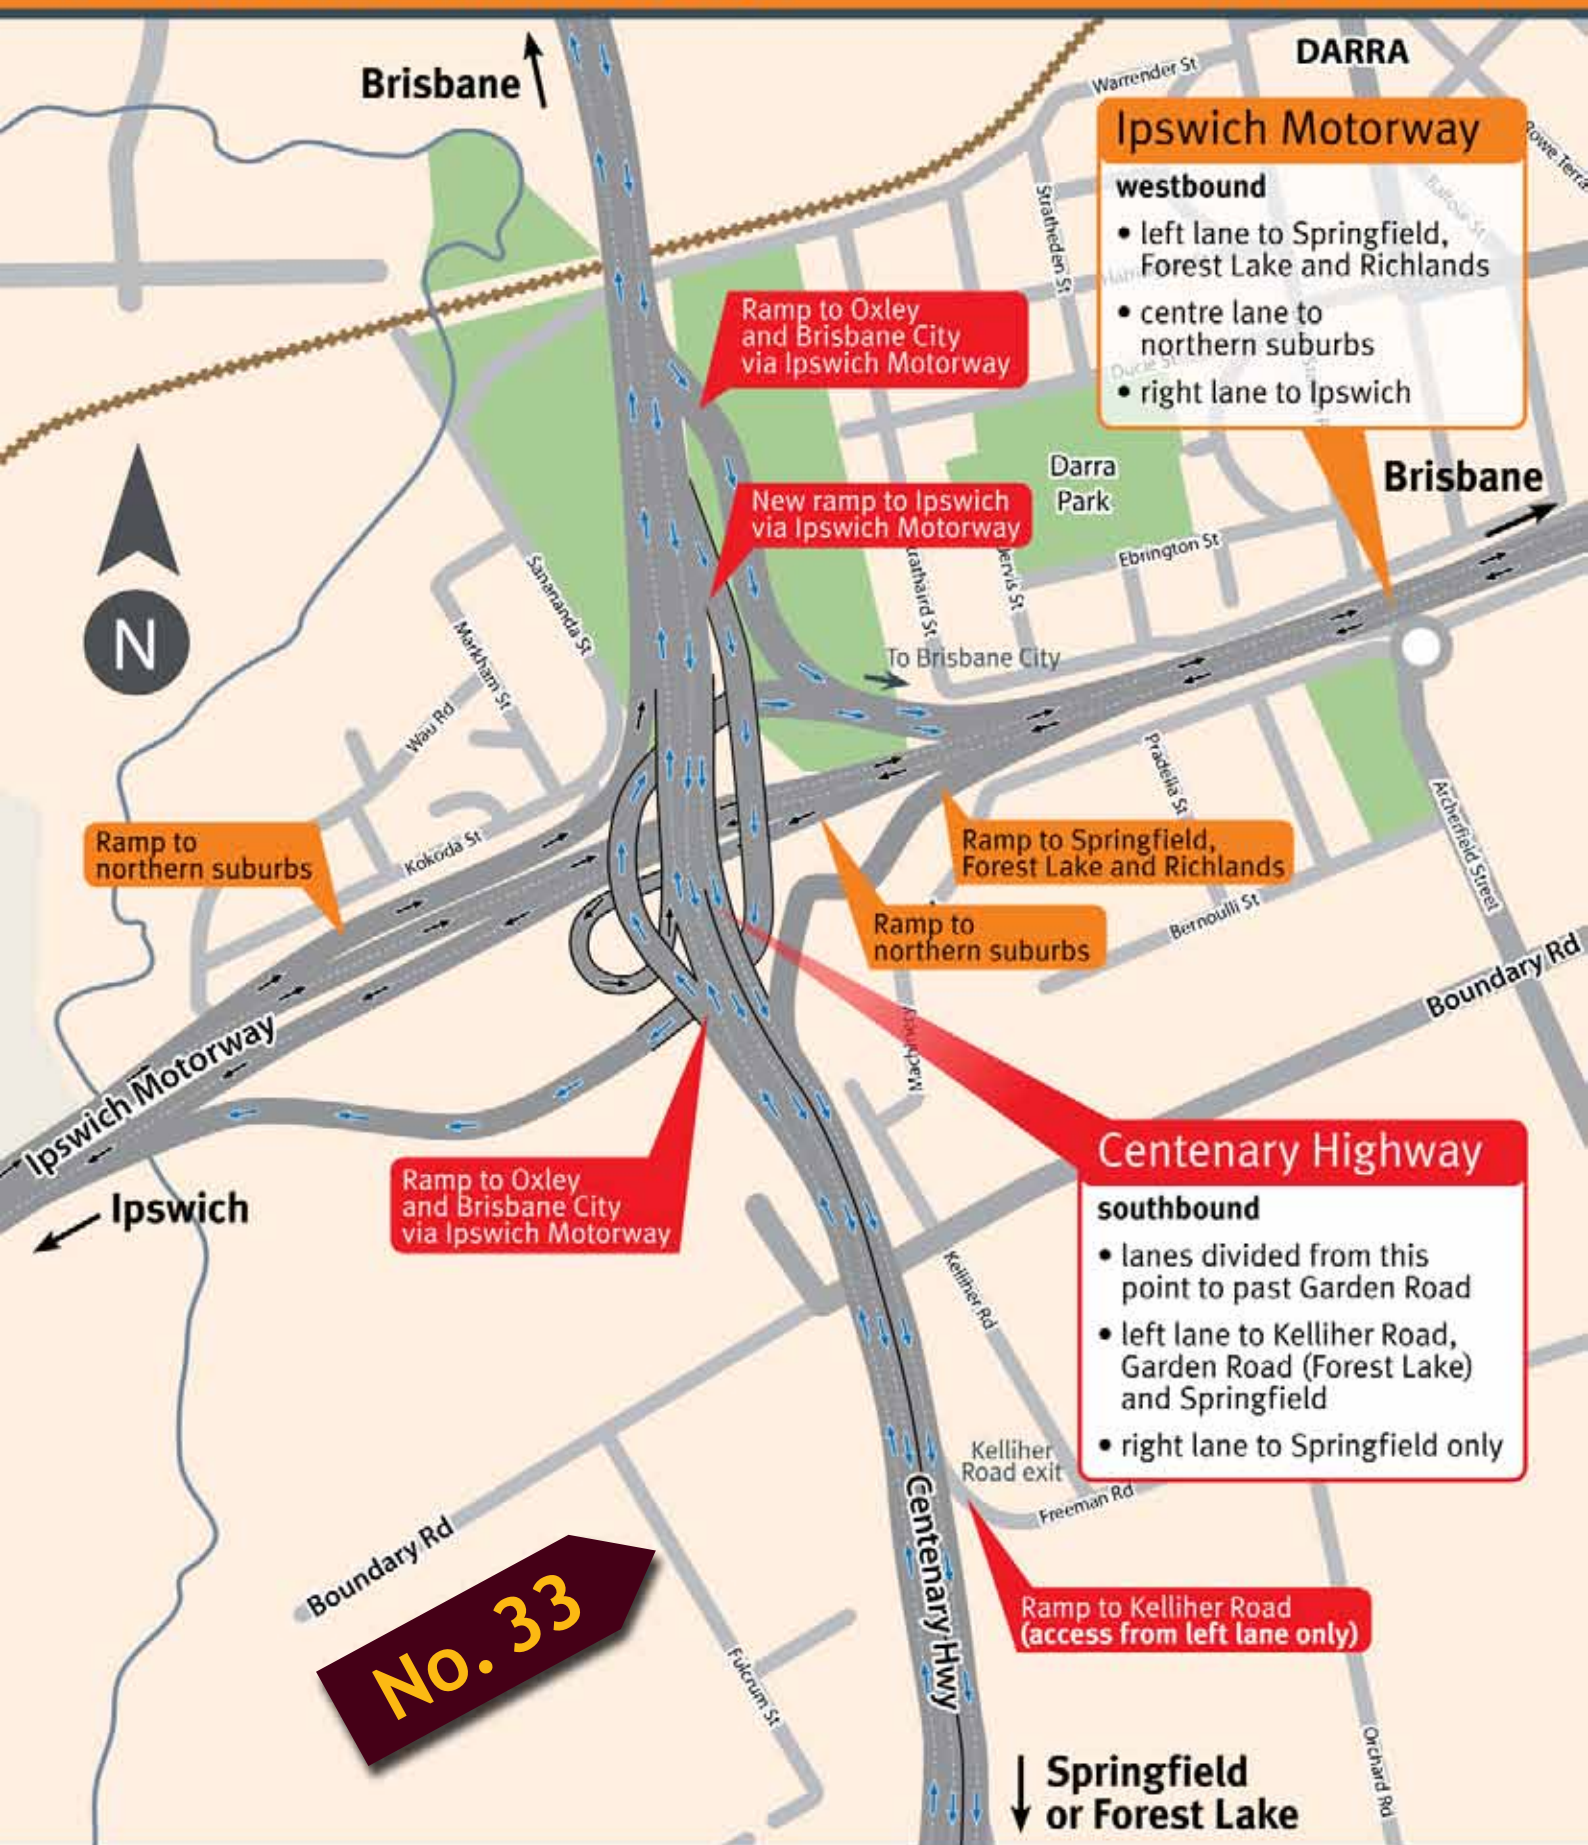 Brisbane
DARRA
Warrender St
Ipswich Motorway
westbound
• left lane to Springfield,
Forest Lake and Richlands
• centre lane to
northern suburbs
• right lane to Ipswich
Stratheden St
Ducie St
Ramp to Oxley
and Brisbane City
via Ipswich Motorway
Darra
Park
Brisbane
New ramp to Ipswich
via Ipswich Motorway
Ebrington St
Sanananda St
Markham St
Wau Rd
N
To Brisbane City
Pradella St
Archerfield Street
Ramp to
northern suburbs
Kokoda St
Ramp to Springfield,
Forest Lake and Richlands
Ramp to
northern suburbs
Bernoulli St
Boundary Rd
Machinery
Ipswich Motorway
Ipswich
Ramp to Oxley
and Brisbane City
via Ipswich Motorway
Centenary Highway
southbound
• lanes divided from this
point to past Garden Road
• left lane to Kelliher Road,
Garden Road (Forest Lake)
and Springfield
• right lane to Springfield only
Kelliher Rd
Kelliher
Road exit
Freeman Rd
Centenary Hwy
Boundary Rd
No. 33
Ramp to Kelliher Road
(access from left lane only)
Fulcrum St
Orchard Rd
Springfield
or Forest Lake